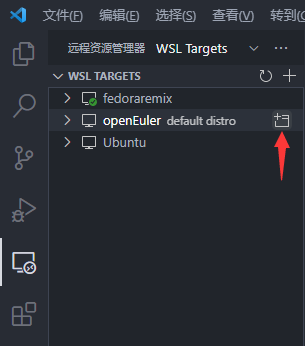 文件(F) 编辑(E) 选择(S) 查看(V) 转到(
远程资源管理器 WSL Targets
WSL TARGETS
fedoraremix
openEuler default distro
Ubuntu